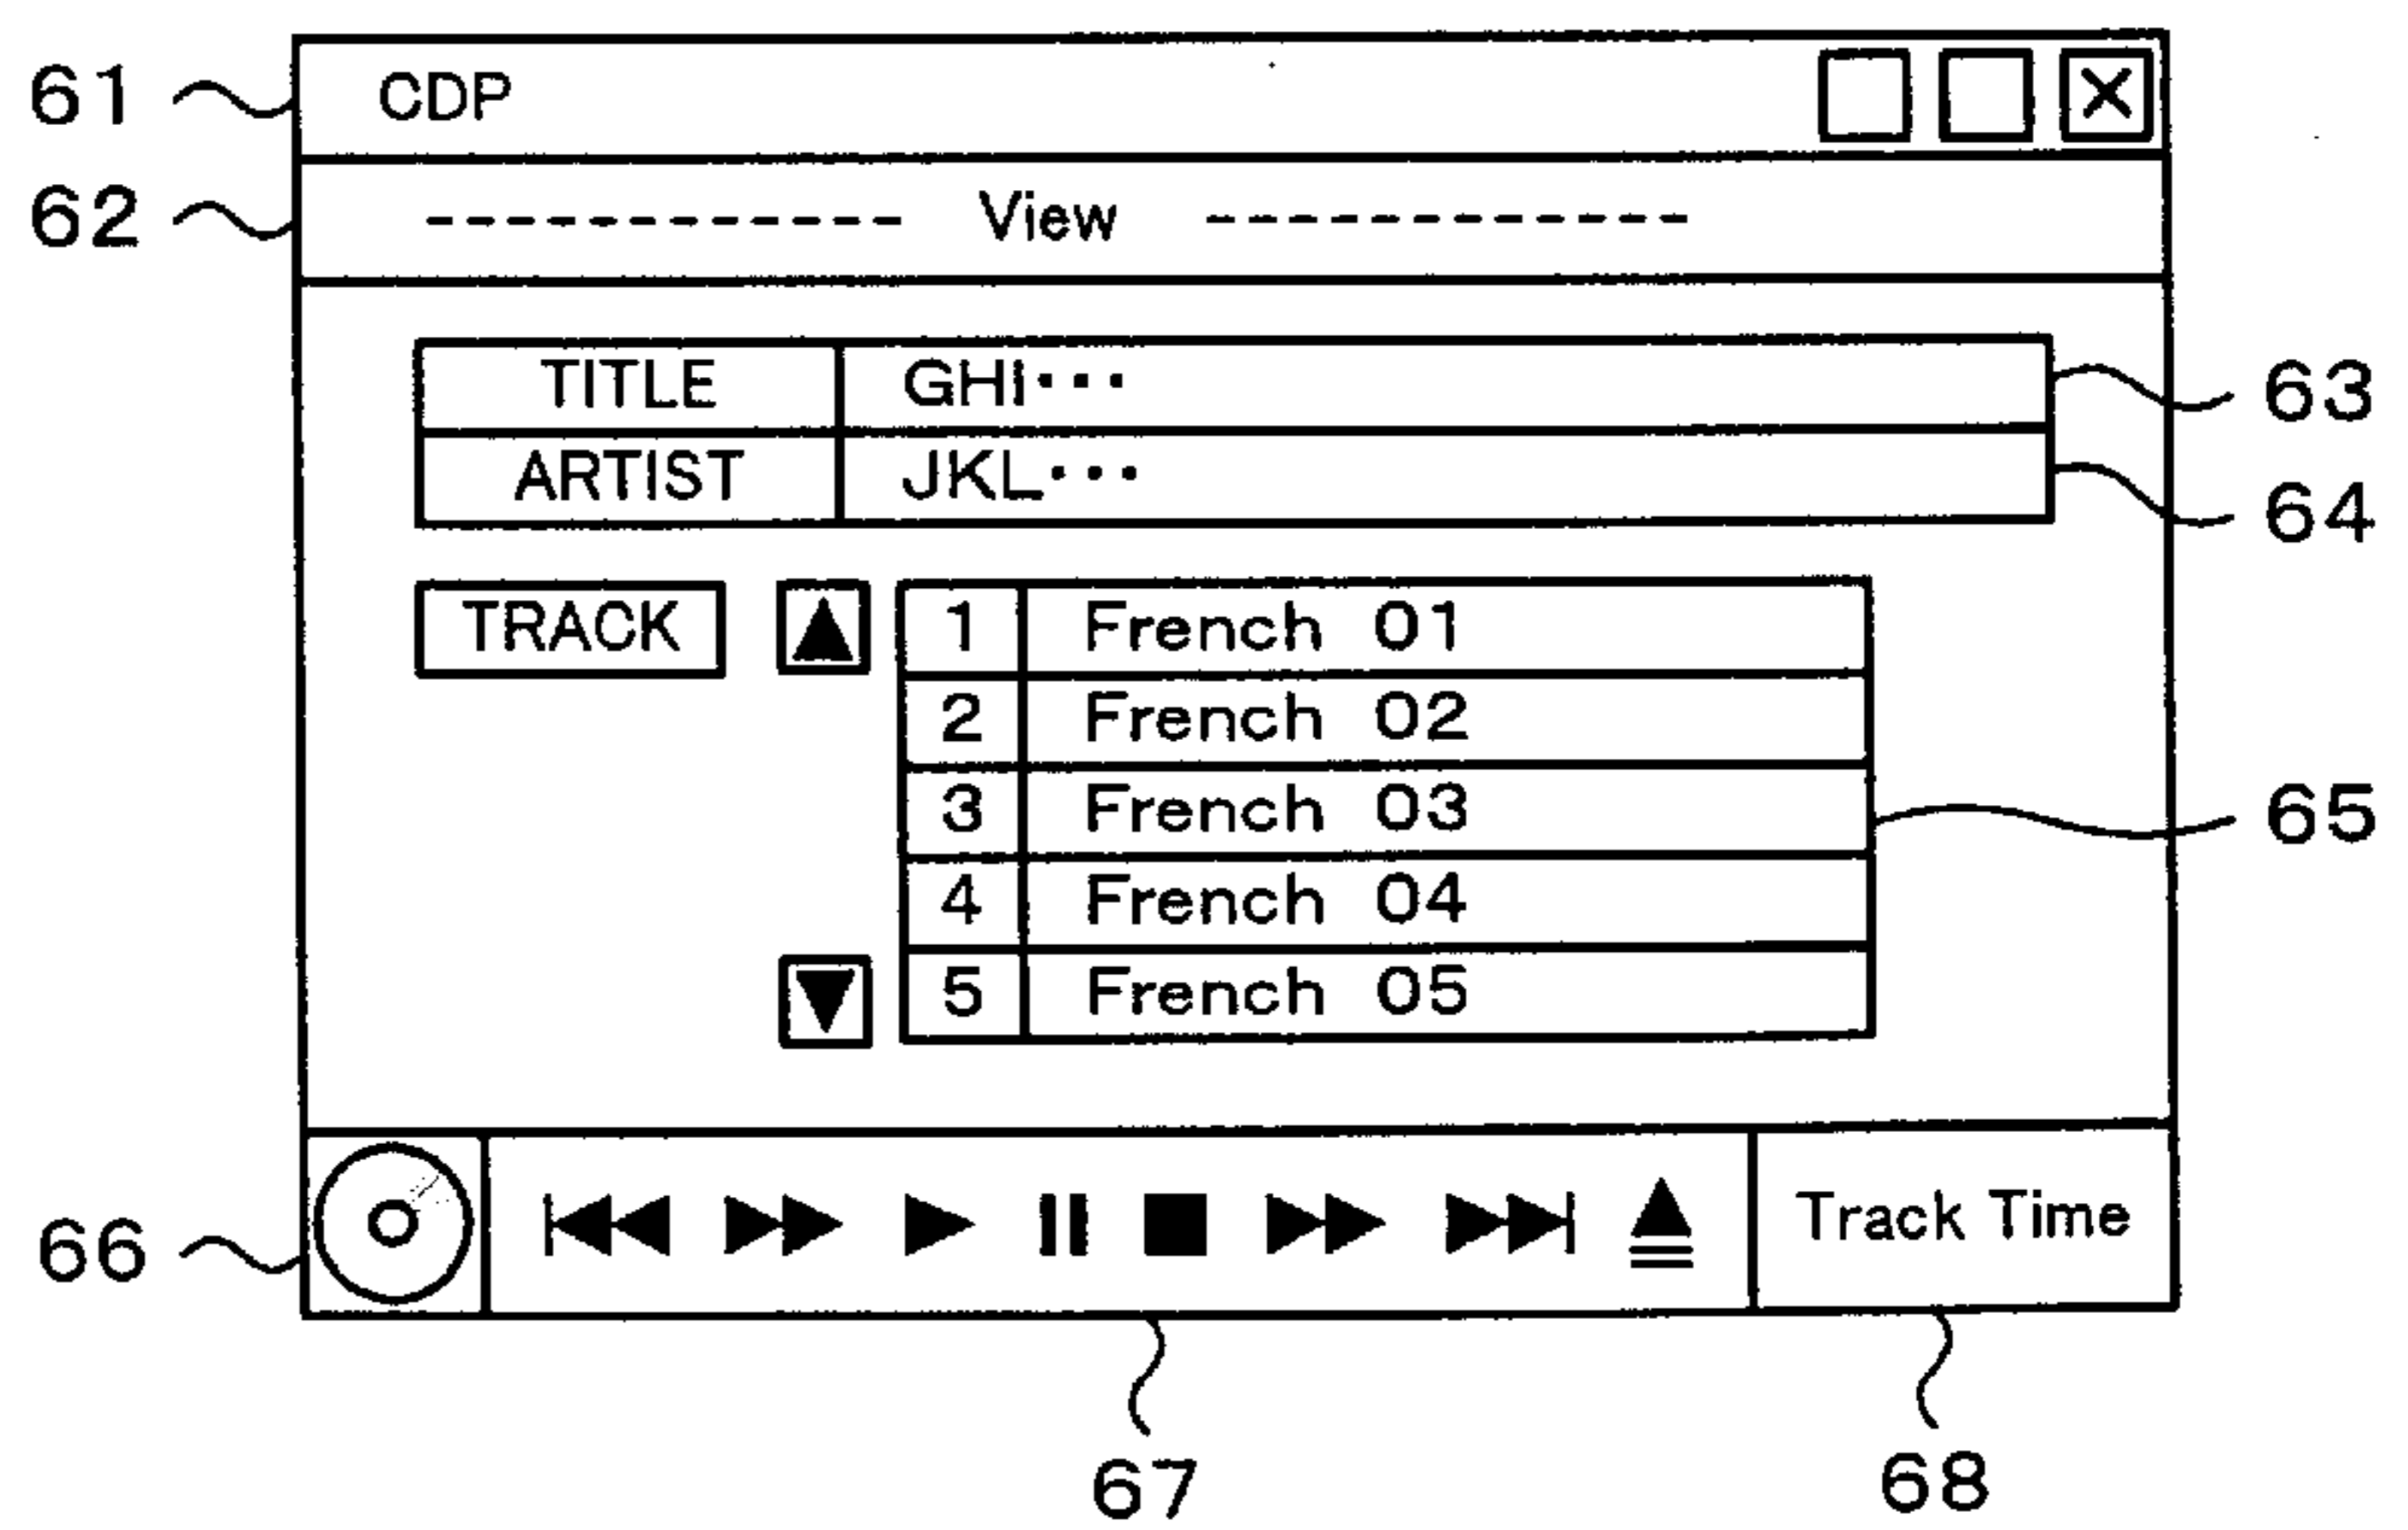 61 CDP
62 View
TITLE GHI··· 63
ARTIST JKL··· 64
TRACK 1 French 01
2 French 02
3 French 03 65
4 French 04
5 French 05
66 Track Time
67 68